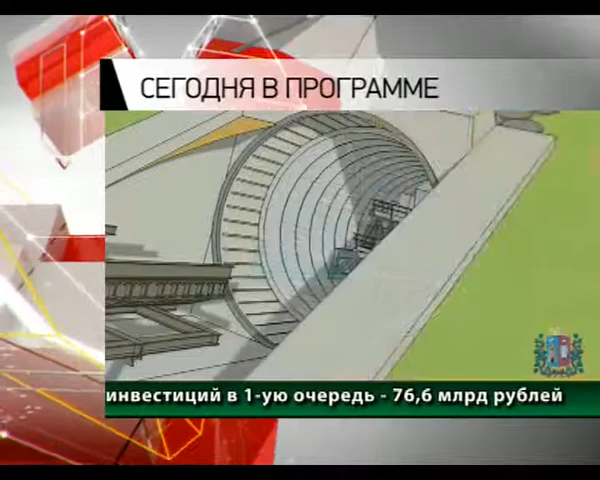 СЕГОДНЯ В ПРОГРАММЕ
инвестиций в 1-ую очередь - 76,6 млрд рублей